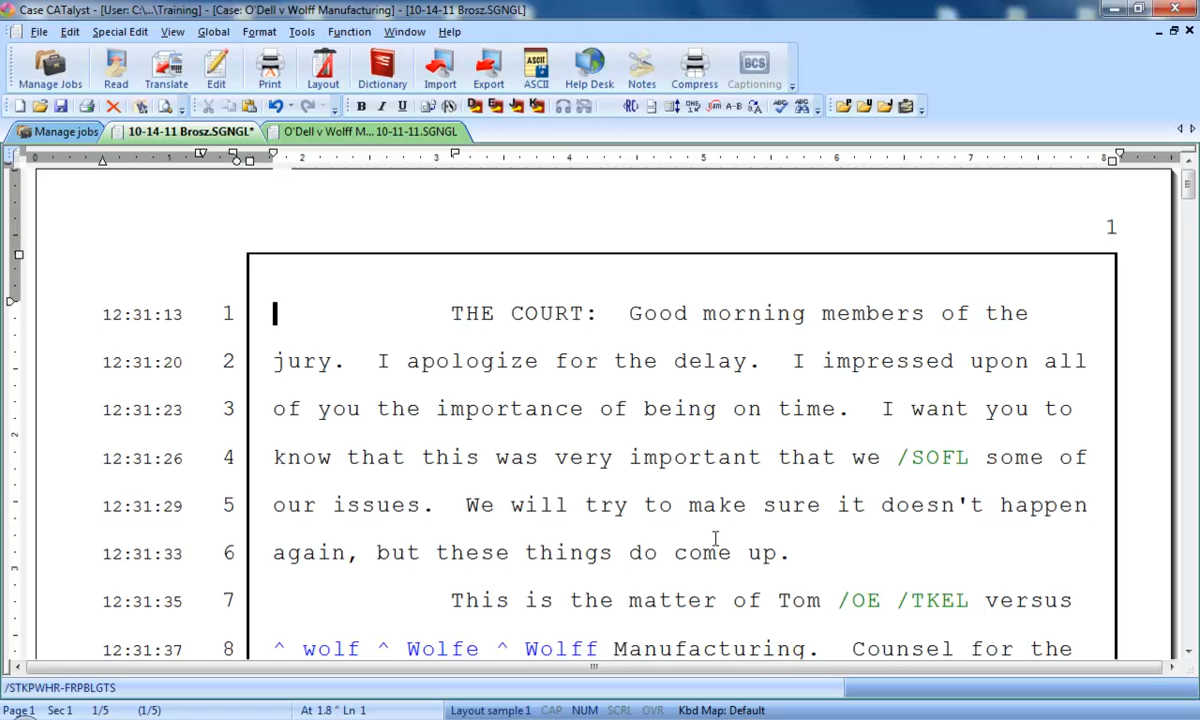 Case CATalyst - [User: C:\...\Training] - [Case: O'Dell v Wolff Manufacturing] - [10-14-11 Brosz.SGNGL]
File Edit Special Edit View Global Format Tools Function Window Help
Manage Jobs Read Translate Edit Print Layout Dictionary Import Export ASCII Help Desk Notes Compress Captioning
Manage jobs 10-14-11 Brosz.SGNGL* O'Dell v Wolff M... 10-11-11.SGNGL
0 1 2 3 4 5 6 7 8
1
12:31:13 1 THE COURT: Good morning members of the
12:31:20 2 jury. I apologize for the delay. I impressed upon all
12:31:23 3 of you the importance of being on time. I want you to
12:31:26 4 know that this was very important that we /SOFL some of
12:31:29 5 our issues. We will try to make sure it doesn't happen
12:31:33 6 again, but these things do come up.
12:31:35 7 This is the matter of Tom /OE /TKEL versus
12:31:37 8 ^ wolf ^ Wolfe ^ Wolff Manufacturing. Counsel for the
/STKPWHR-FRPBLGTS
Page 1 Sec 1 1/5 (1/5) At 1.8 " Ln 1 Layout sample1 CAP NUM SCRL OVR Kbd Map: Default